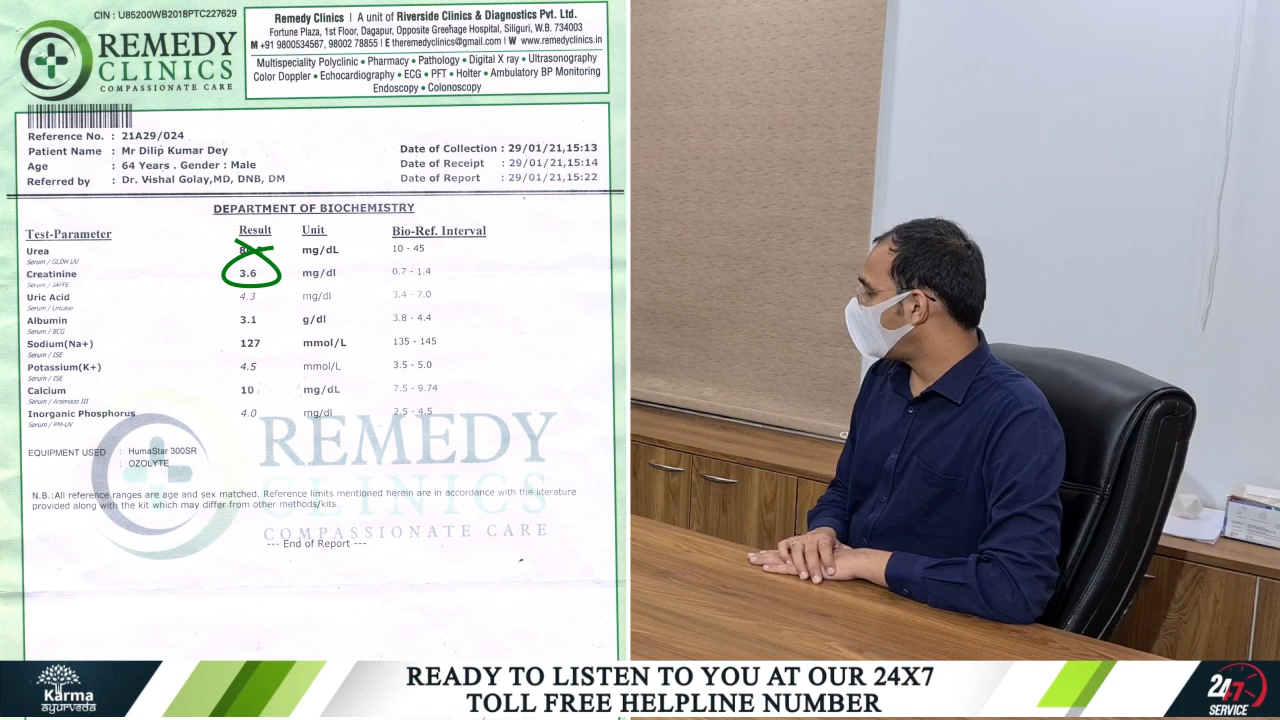 CIN : U85200WB2018PTC227629
REMEDY
CLINICS
COMPASSIONATE CARE
Remedy Clinics | A unit of Riverside Clinics & Diagnostics Pvt. Ltd.
Fortune Plaza, 1st Floor, Dagapur, Opposite Greenage Hospital, Siliguri, W.B. 734003
M +91 9800534567, 98002 78855 | E theremedyclinics@gmail.com | W www.remedyclinics.in
Multispeciality Polyclinic • Pharmacy • Pathology • Digital X ray • Ultrasonography
Color Doppler • Echocardiography • ECG • PFT • Holter • Ambulatory BP Monitoring
Endoscopy • Colonoscopy
Reference No. : 21A29/024
Patient Name : Mr Dilip Kumar Dey
Age : 64 Years . Gender : Male
Referred by : Dr. Vishal Golay,MD, DNB, DM
Date of Collection : 29/01/21,15:13
Date of Receipt : 29/01/21,15:14
Date of Report : 29/01/21,15:22
DEPARTMENT OF BIOCHEMISTRY
Test-Parameter Result Unit Bio-Ref. Interval
Urea mg/dL 10 - 45
Serum / GLDH UV
Creatinine 3.6 mg/dl 0.7 - 1.4
Serum / JAFFE
Uric Acid 4.3 mg/dl 3.4 - 7.0
Serum / Uricase
Albumin 3.1 g/dl 3.8 - 4.4
Serum / BCG
Sodium(Na+) 127 mmol/L 135 - 145
Serum / ISE
Potassium(K+) 4.5 mmol/L 3.5 - 5.0
Serum / ISE
Calcium 10 mg/dL 7.5 - 9.74
Serum / Arsenazo III
Inorganic Phosphorus 4.0 mg/dl 2.5 - 4.5
Serum / PM-UV
EQUIPMENT USED : HumaStar 300SR
: OZOLYTE
REMEDY
CLINICS
COMPASSIONATE CARE
N.B.:All reference ranges are age and sex matched. Reference limits mentioned herein are in accordance with the literature
provided along with the kit which may differ from other methods/kits.
--- End of Report ---
Karma
ayurveda
READY TO LISTEN TO YOU AT OUR 24X7
TOLL FREE HELPLINE NUMBER
24-7
SERVICE